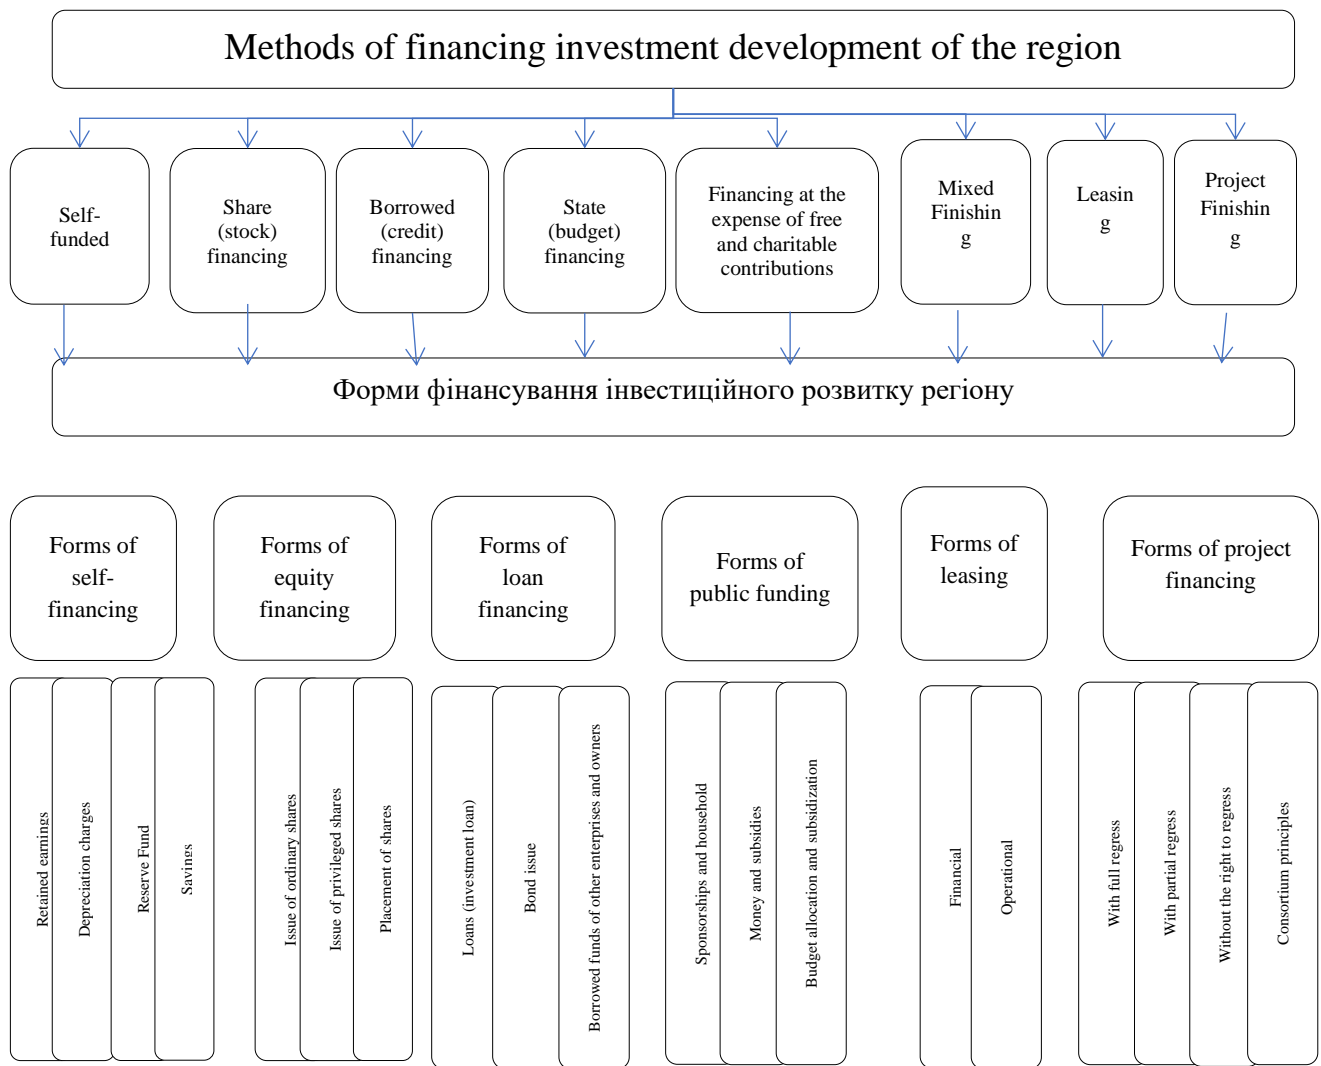 Methods of financing investment development of the region
Self-
funded
Share
(stock)
financing
Borrowed
(credit)
financing
State
(budget)
financing
Financing at the
expense of free
and charitable
contributions
Mixed
Finishin
g
Leasin
g
Project
Finishin
g
Форми фінансування інвестиційного розвитку регіону
Forms of
self-
financing
Forms of
equity
financing
Forms of
loan
financing
Forms of
public funding
Forms of
leasing
Forms of project
financing
Retained earnings
Depreciation charges
Reserve Fund
Savings
Issue of ordinary shares
Issue of privileged shares
Placement of shares
Loans (investment loan)
Bond issue
Borrowed funds of other enterprises and owners
Sponsorships and household
Money and subsidies
Budget allocation and subsidization
Financial
Operational
With full regress
With partial regress
Without the right to regress
Consortium principles